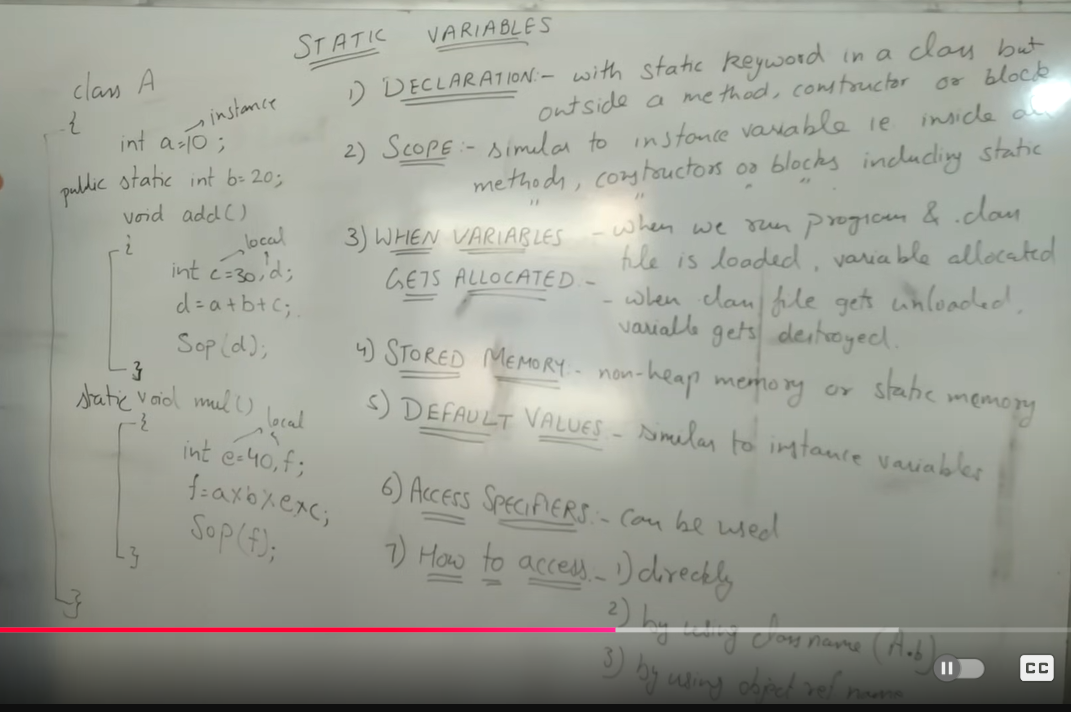 STATIC VARIABLES
class A
{
instance
int a=10;
public static int b=20;
void add()
{
local
int c=30,d;
d=a+b+c;
Sop(d);
}
static void mul()
{
local
int e=40,f;
f=axbxexc;
Sop(f);
}
}
1) DECLARATION:- with static keyword in a class but
outside a method, constructor or block
2) SCOPE:- similar to instance variable ie inside all
methods, constructors or blocks including static
" " "
3) WHEN VARIABLES - when we run program & .class
GETS ALLOCATED:- file is loaded, variable allocated
- when class file gets unloaded,
variable gets destroyed.
4) STORED MEMORY:- non-heap memory or static memory
5) DEFAULT VALUES - similar to instance variables
6) ACCESS SPECIFIERS:- can be used
7) How to access - 1) directly
2) by using class name (A.b)
3) by using object ref name
CC